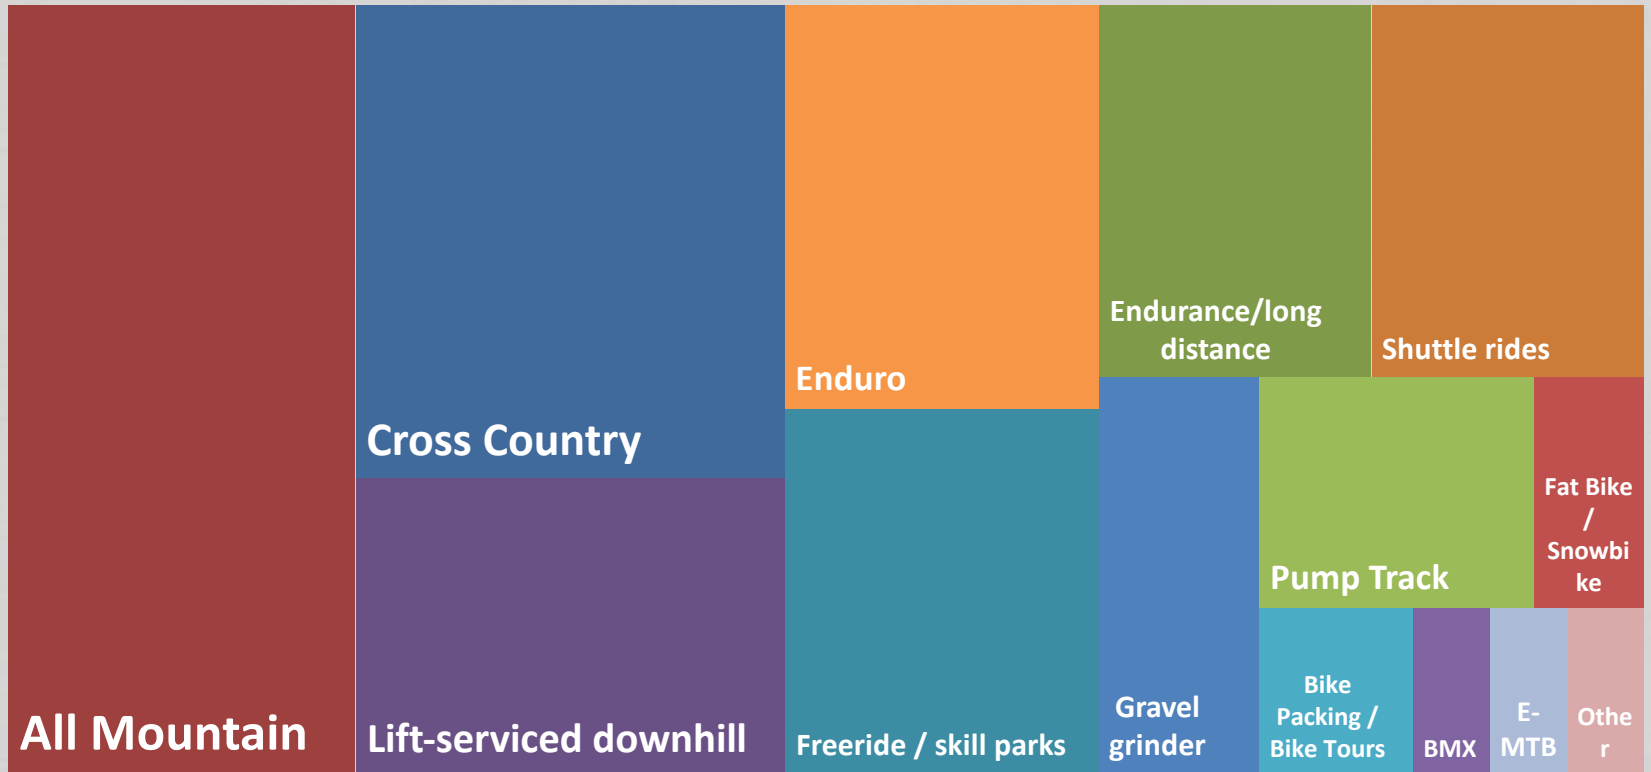 All Mountain
Cross Country
Lift-serviced downhill
Enduro
Freeride / skill parks
Endurance/long
distance
Shuttle rides
Gravel
grinder
Pump Track
Fat Bike
/
Snowbi
ke
Bike
Packing /
Bike Tours
BMX
E-
MTB
Othe
r